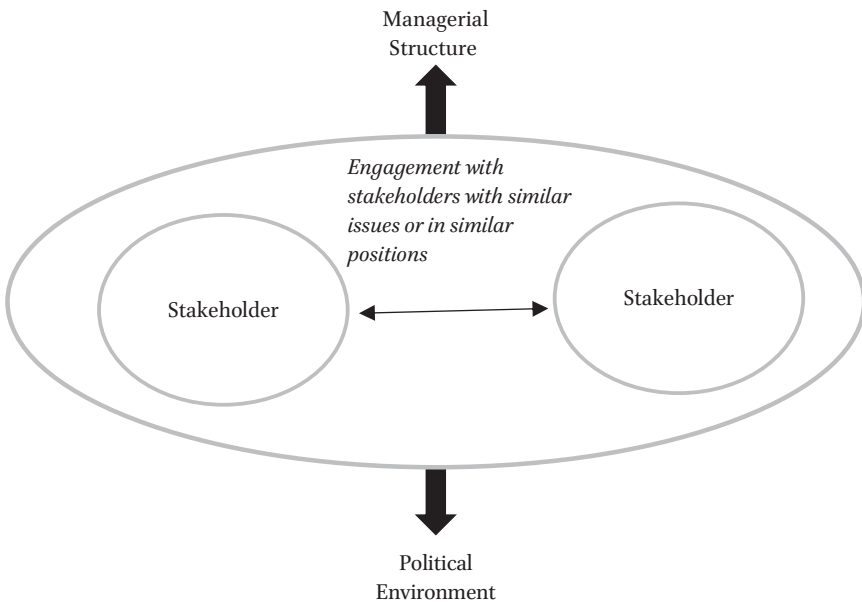 Managerial
Structure
Engagement with
stakeholders with similar
issues or in similar
positions
Stakeholder
Stakeholder
Political
Environment